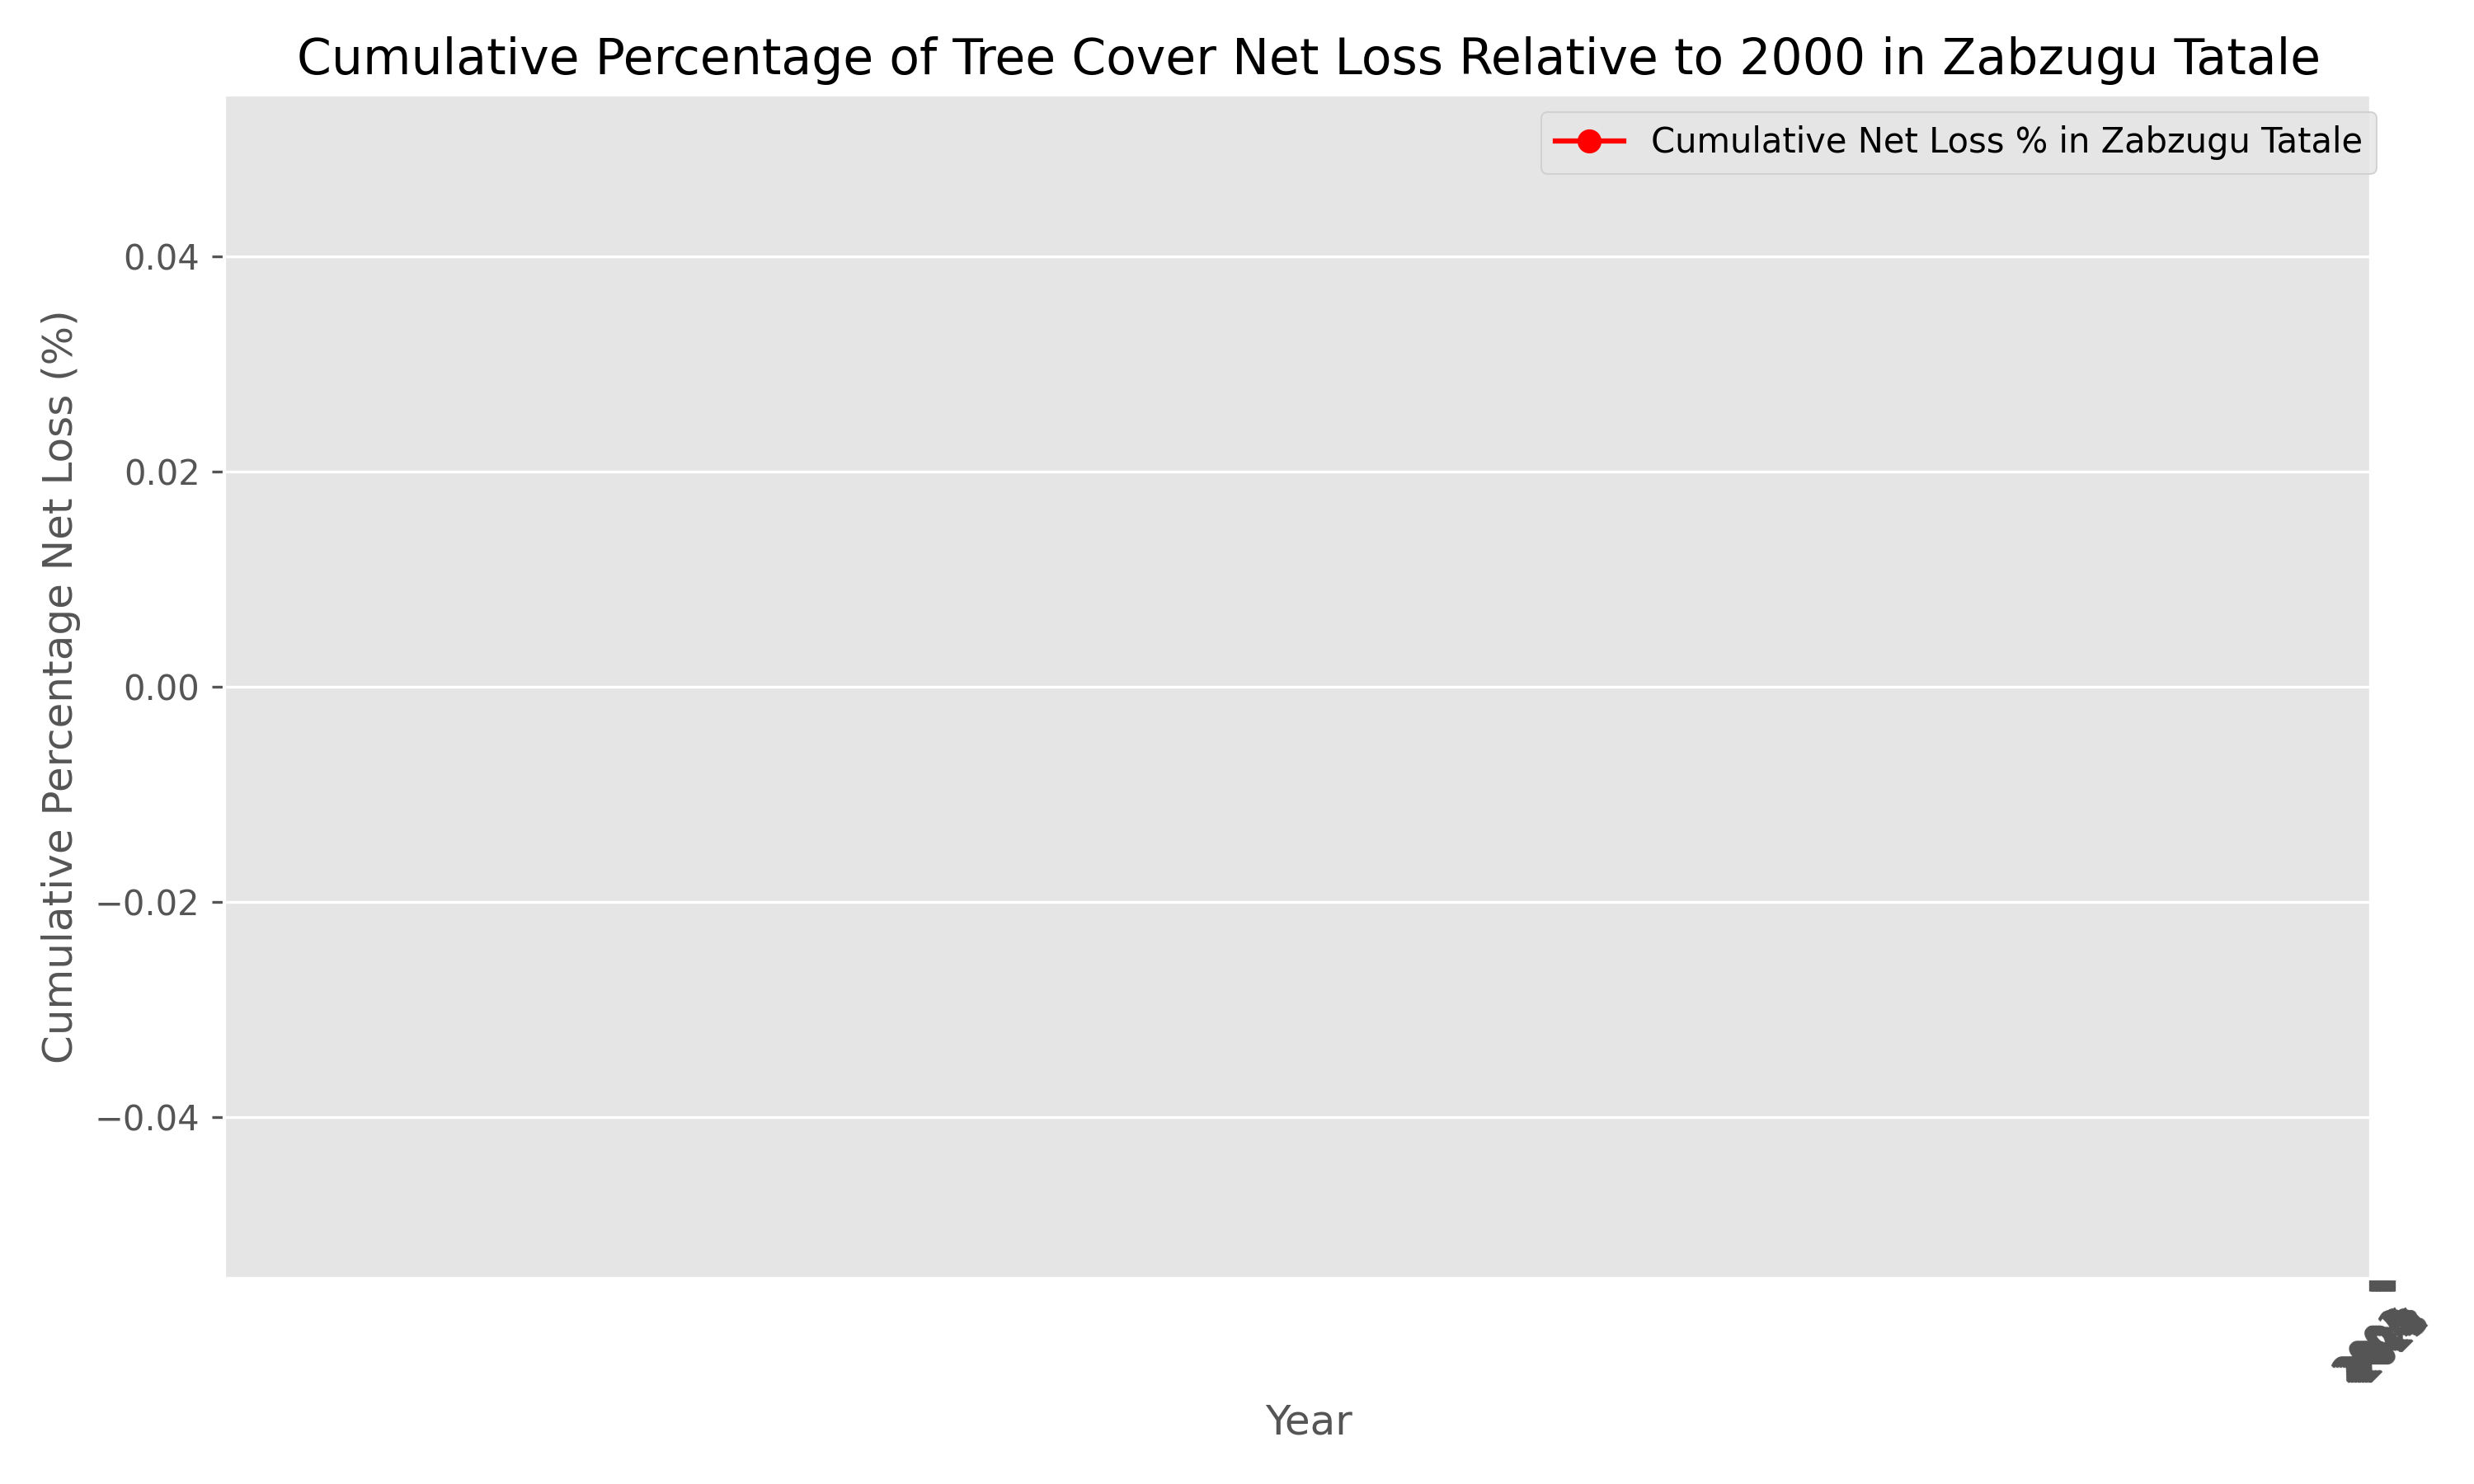 Cumulative Percentage of Tree Cover Net Loss Relative to 2000 in Zabzugu Tatale
Cumulative Net Loss % in Zabzugu Tatale
Cumulative Percentage Net Loss (%)
0.04
0.02
0.00
−0.02
−0.04
Year